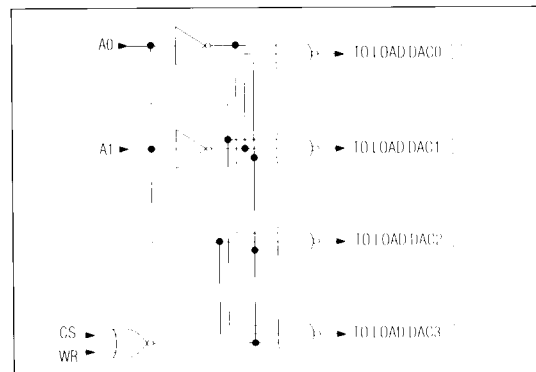 A0
TO LOAD DAC0
A1
TO LOAD DAC1
TO LOAD DAC2
TO LOAD DAC3
CS
WR